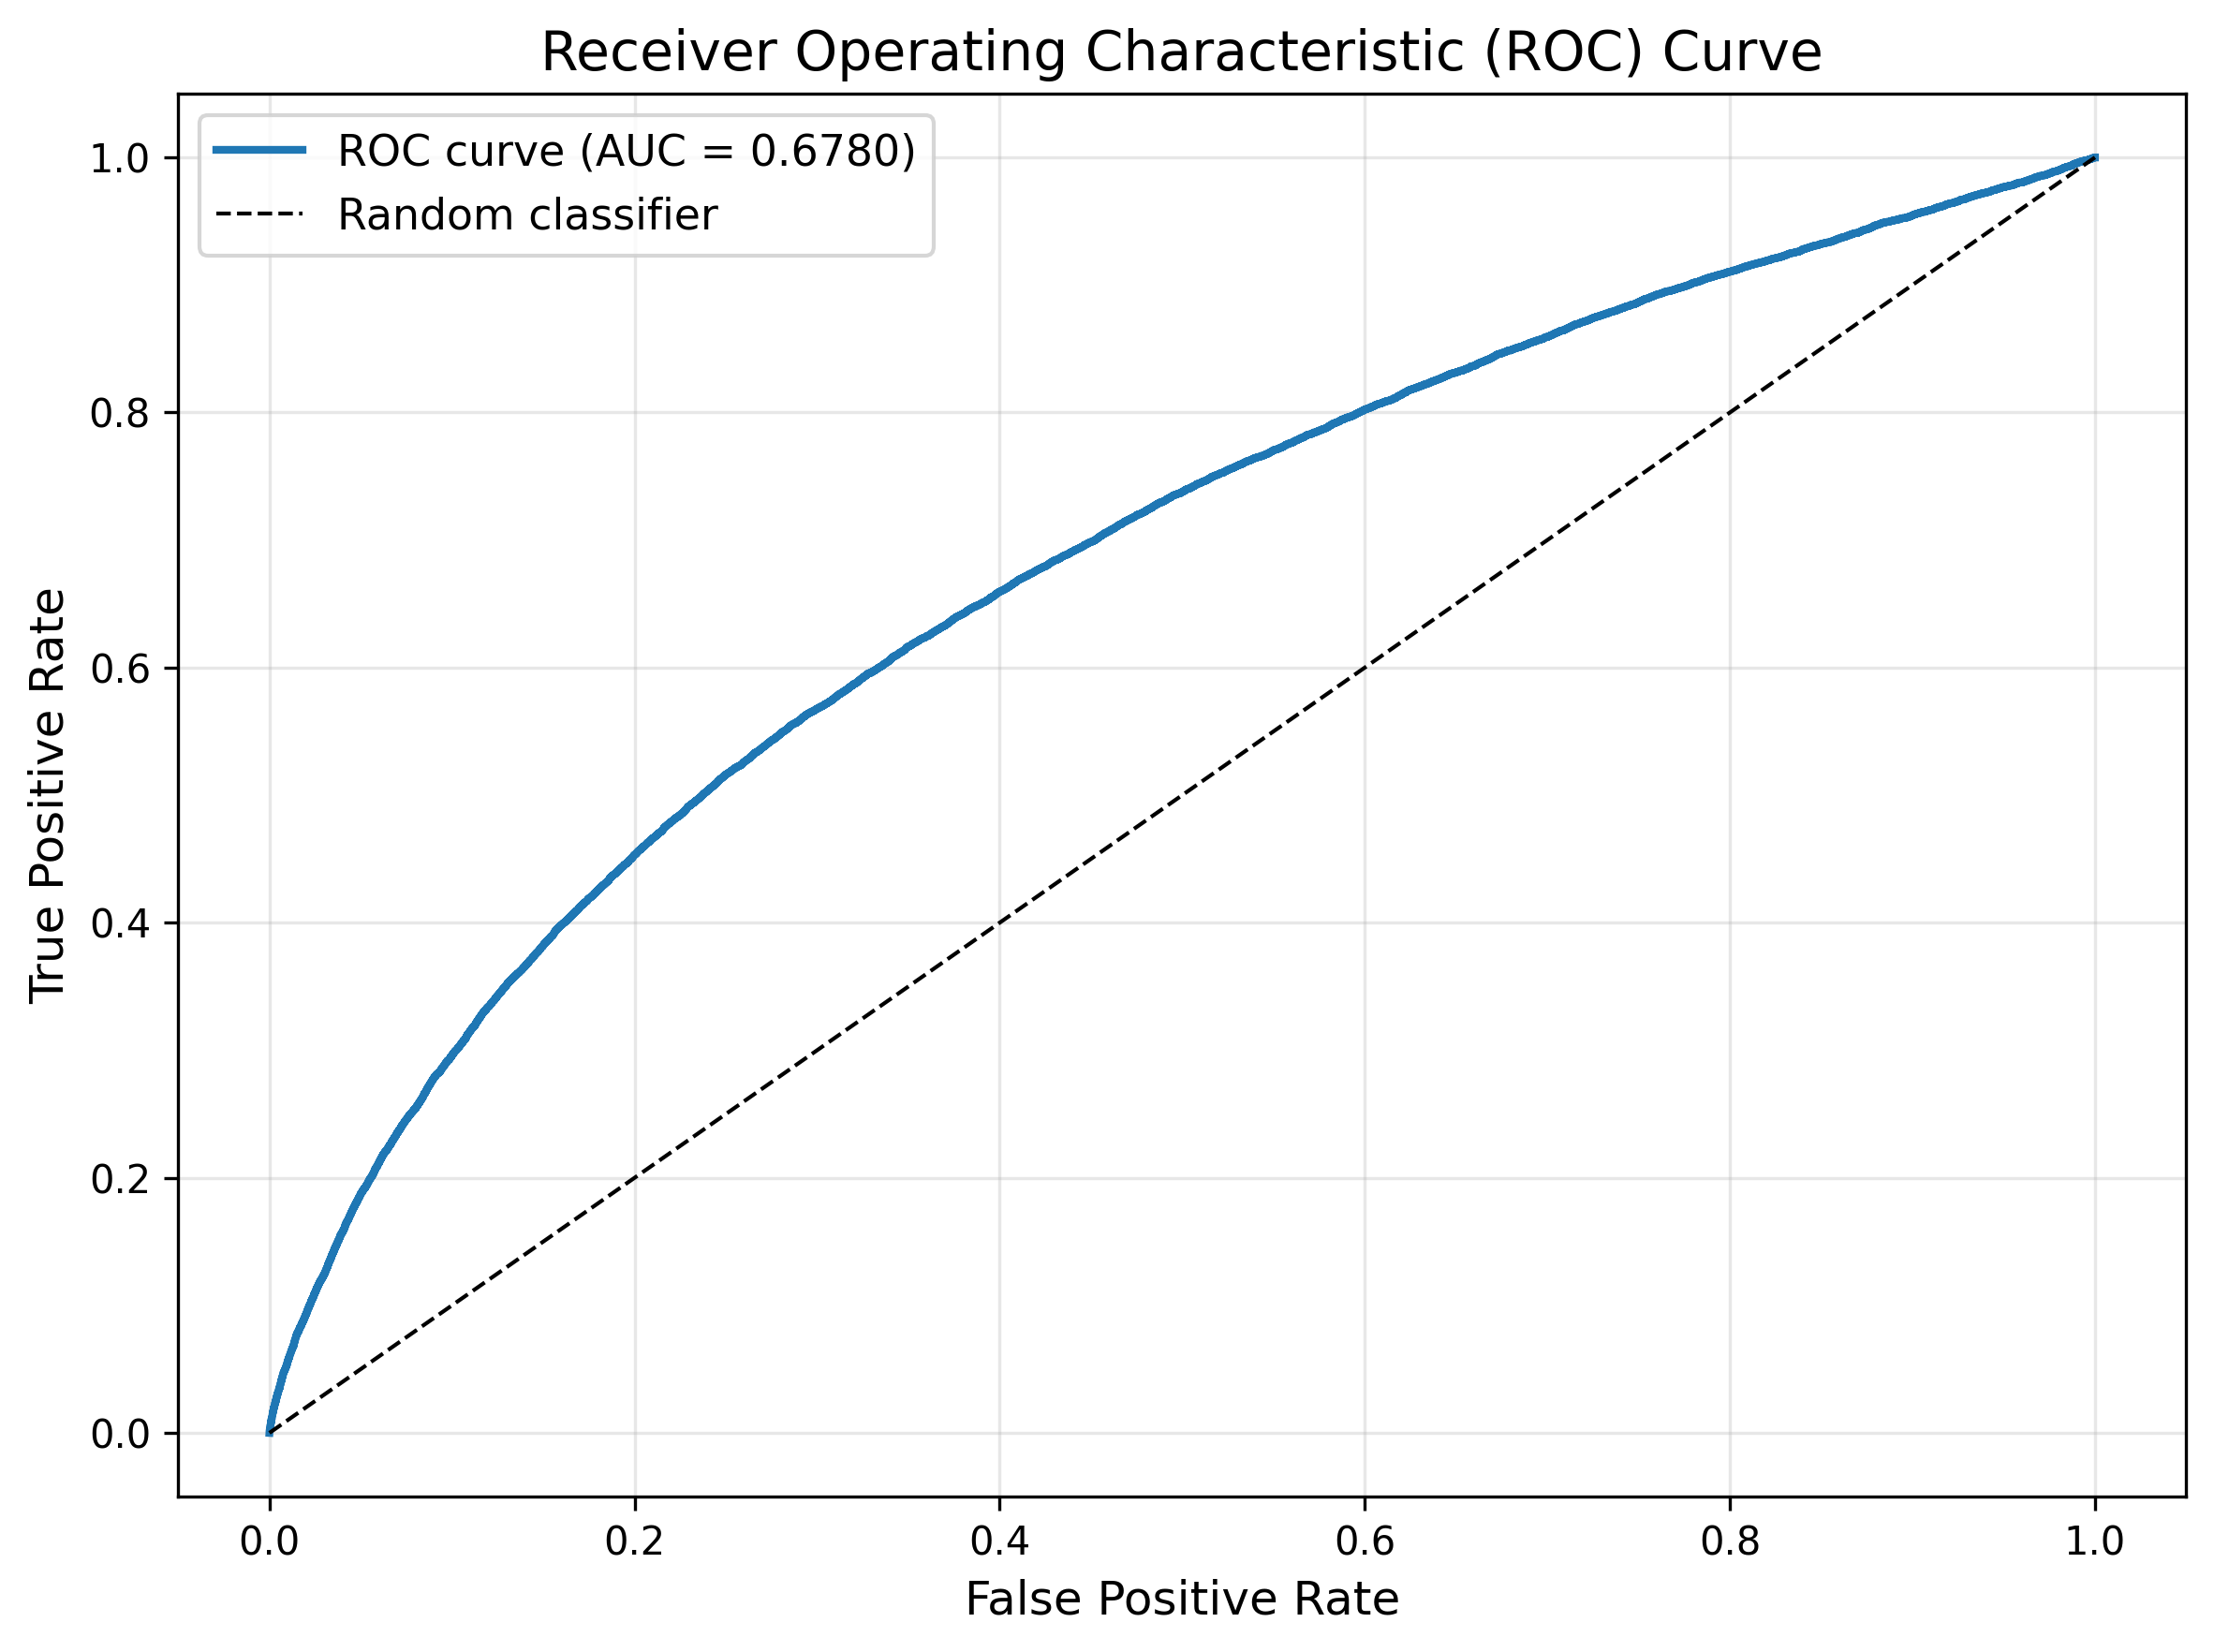 Receiver Operating Characteristic (ROC) Curve
ROC curve (AUC = 0.6780)
Random classifier
True Positive Rate
1.0
0.8
0.6
0.4
0.2
0.0
0.0 0.2 0.4 0.6 0.8 1.0
False Positive Rate